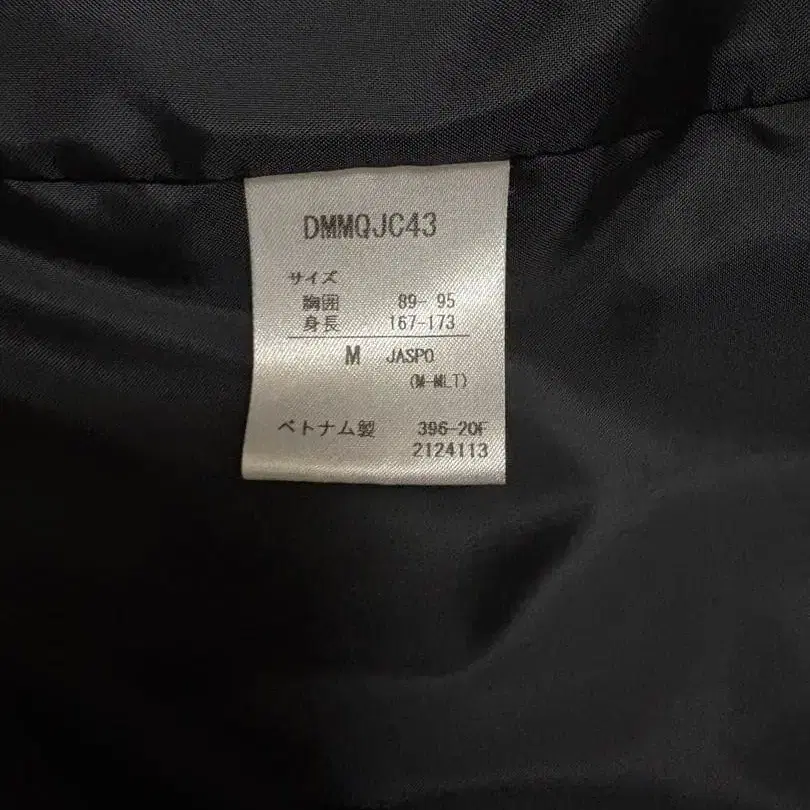 DMMQJC43
サイズ
胸囲 89- 95
身長 167-173
M JASPO
(M-MLT)
ベトナム製 396-20F
2124113